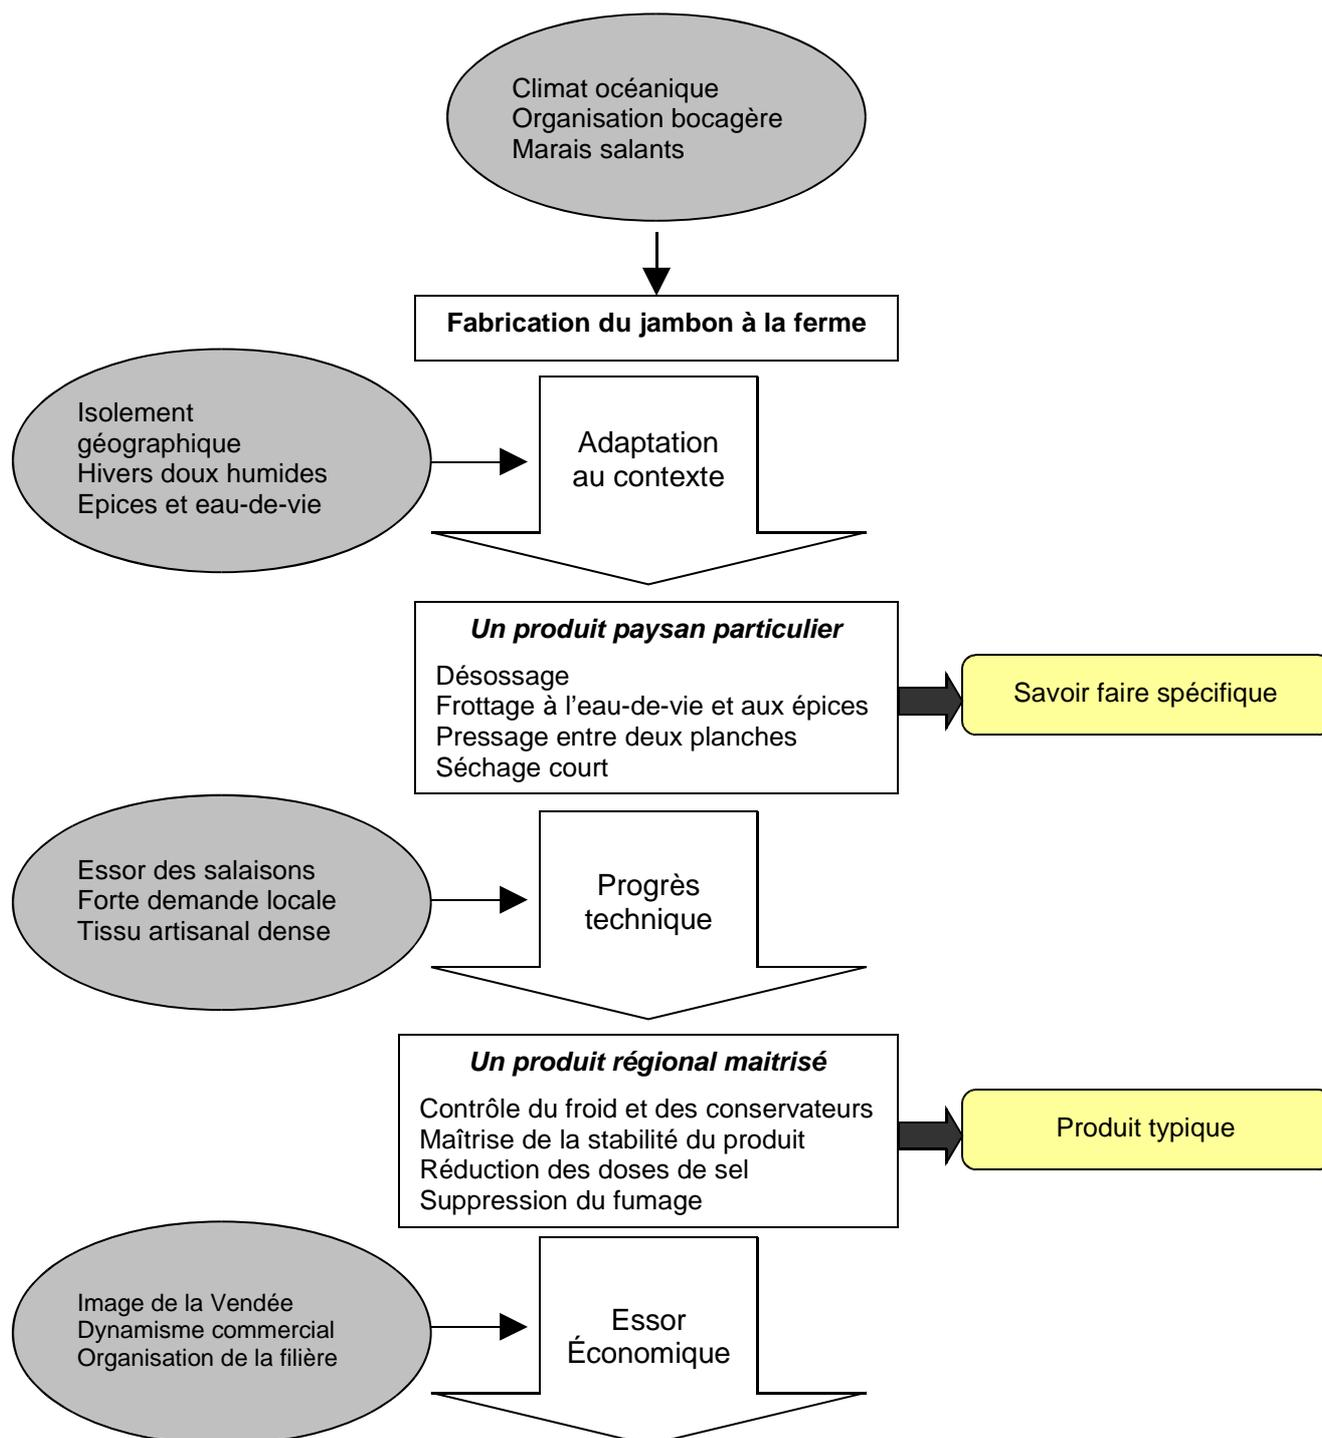 Climat océanique
Organisation bocagère
Marais salants
Fabrication du jambon à la ferme
Isolement
géographique
Hivers doux humides
Epices et eau-de-vie
Adaptation
au contexte
Un produit paysan particulier
Désossage
Frottage à l'eau-de-vie et aux épices
Pressage entre deux planches
Séchage court
Savoir faire spécifique
Essor des salaisons
Forte demande locale
Tissu artisanal dense
Progrès
technique
Un produit régional maitrisé
Contrôle du froid et des conservateurs
Maîtrise de la stabilité du produit
Réduction des doses de sel
Suppression du fumage
Produit typique
Image de la Vendée
Dynamisme commercial
Organisation de la filière
Essor
Économique